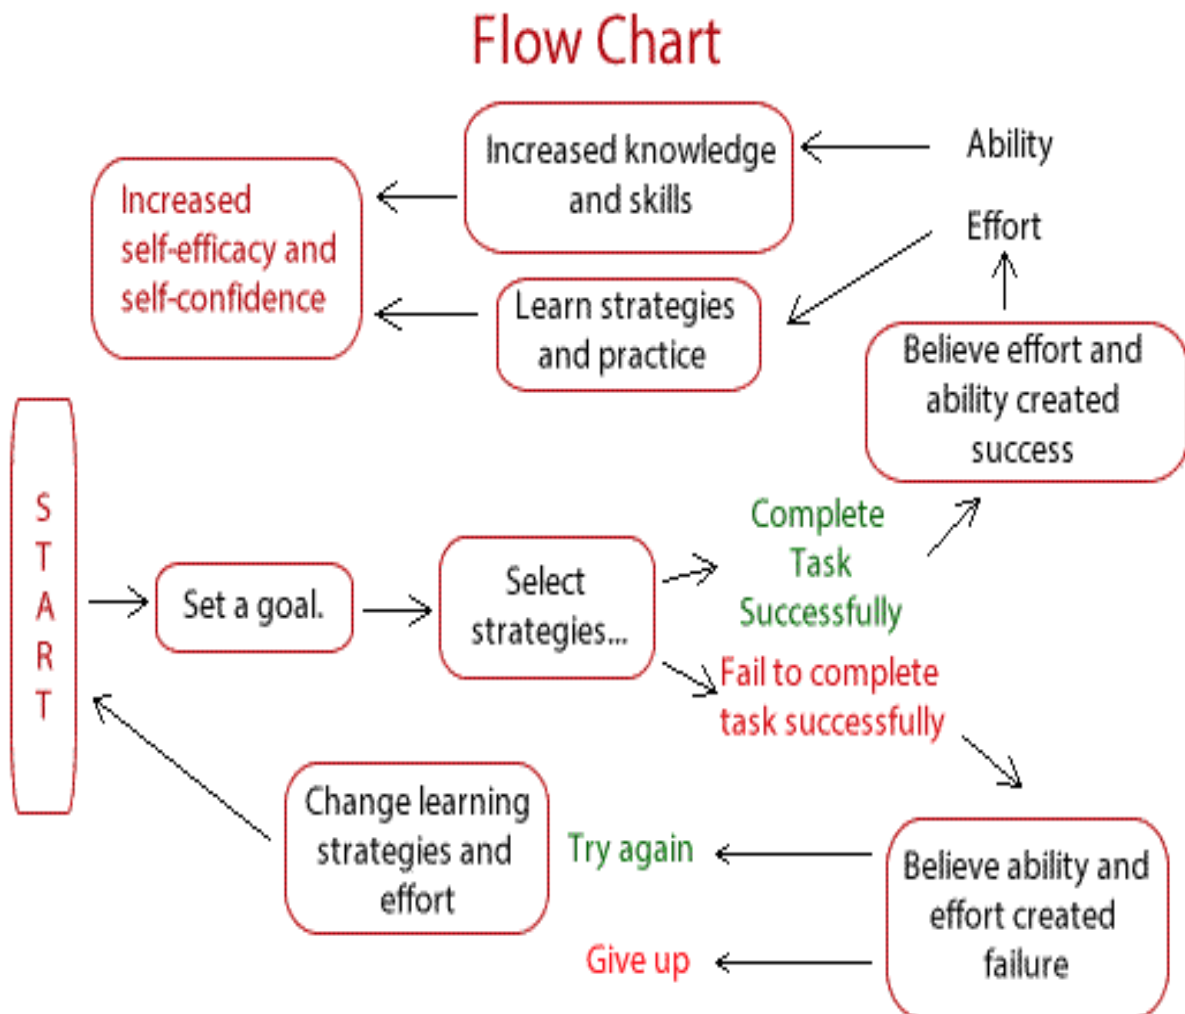 Flow Chart
Increased knowledge
and skills
Ability
Increased
self-efficacy and
self-confidence
Effort
Learn strategies
and practice
Believe effort and
ability created
success
S
T
A
R
T
Set a goal.
Select
strategies...
Complete
Task
Successfully
Fail to complete
task successfully
Change learning
strategies and
effort
Try again
Give up
Believe ability and
effort created
failure